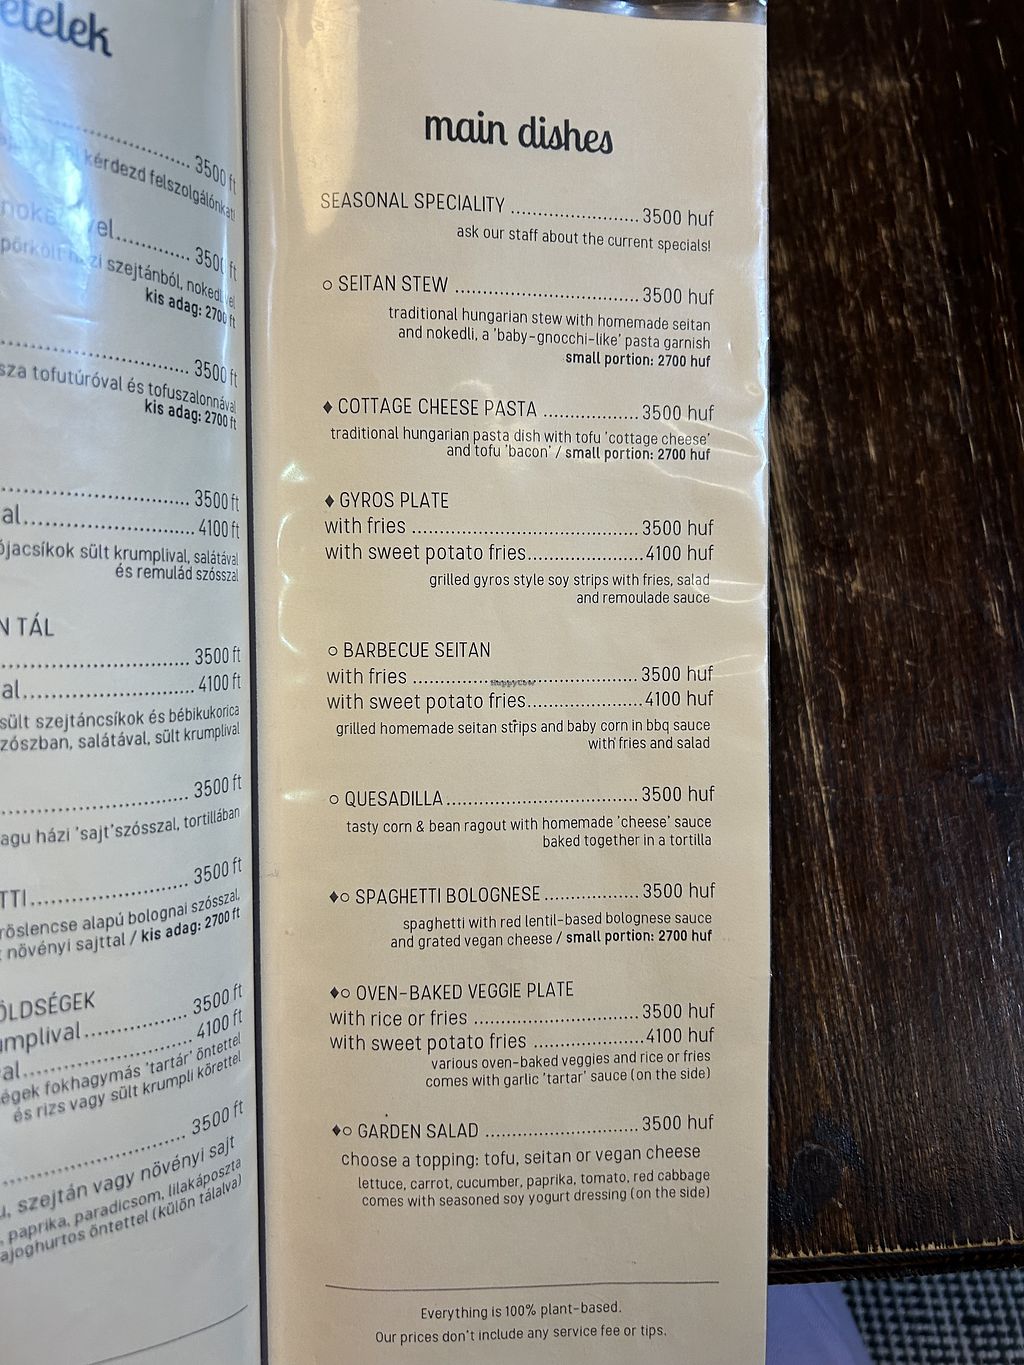 etelek
3500 ft
kérdezd felszolgálónkat!
vel 3500 ft
pörkölt házi szejtánból, nokedlivel
kis adag: 2700 ft
3500 ft
sza tofutúróval és tofuszalonnával
kis adag: 2700 ft
3500 ft
al 4100 ft
ójacsíkok sült krumplival, salátával
és remulád szósszal
N TÁL
3500 ft
al 4100 ft
sült szejtáncsíkok és bébikukorica
zószban, salátával, sült krumplival
3500 ft
agu házi 'sajt'szósszal, tortillában
TTI 3500 ft
röslencse alapú bolognai szósszal,
t növényi sajttal / kis adag: 2700 ft
ÖLDSÉGEK
umplival 3500 ft
al 4100 ft
égek fokhagymás 'tartár' öntettel
és rizs vagy sült krumpli körettel
3500 ft
u, szejtán vagy növényi sajt
, paprika, paradicsom, lilakáposzta
ajoghurtos öntettel (külön tálalva)
main dishes
SEASONAL SPECIALITY ........................ 3500 huf
ask our staff about the current specials!
○ SEITAN STEW .................................. 3500 huf
traditional hungarian stew with homemade seitan
and nokedli, a 'baby-gnocchi-like' pasta garnish
small portion: 2700 huf
♦ COTTAGE CHEESE PASTA ................. 3500 huf
traditional hungarian pasta dish with tofu 'cottage cheese'
and tofu 'bacon' / small portion: 2700 huf
♦ GYROS PLATE
with fries .......................................... 3500 huf
with sweet potato fries..................... 4100 huf
grilled gyros style soy strips with fries, salad
and remoulade sauce
○ BARBECUE SEITAN
with fries .......................................... 3500 huf
HappyCow
with sweet potato fries..................... 4100 huf
grilled homemade seitan strips and baby corn in bbq sauce
with fries and salad
○ QUESADILLA................................... 3500 huf
tasty corn & bean ragout with homemade 'cheese' sauce
baked together in a tortilla
♦○ SPAGHETTI BOLOGNESE................. 3500 huf
spaghetti with red lentil-based bolognese sauce
and grated vegan cheese / small portion: 2700 huf
♦○ OVEN-BAKED VEGGIE PLATE
with rice or fries .............................. 3500 huf
with sweet potato fries .................... 4100 huf
various oven-baked veggies and rice or fries
comes with garlic 'tartar' sauce (on the side)
♦○ GARDEN SALAD ............................ 3500 huf
choose a topping: tofu, seitan or vegan cheese
lettuce, carrot, cucumber, paprika, tomato, red cabbage
comes with seasoned soy yogurt dressing (on the side)
Everything is 100% plant-based.
Our prices don't include any service fee or tips.